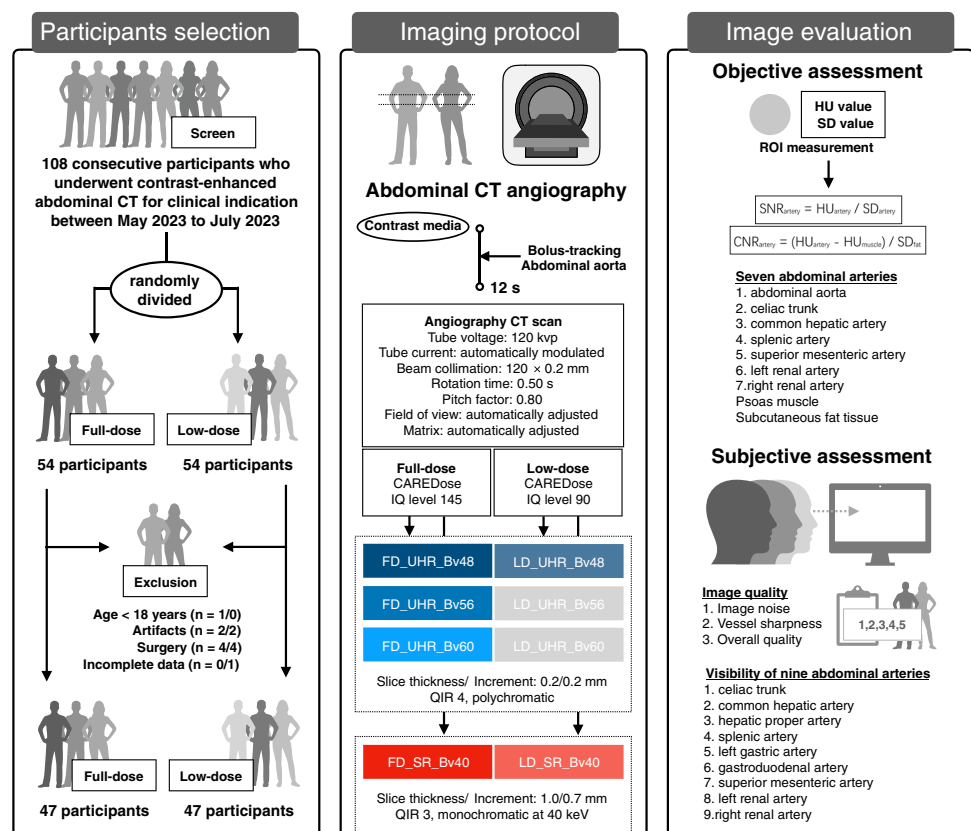 Participants selection
Screen
108 consecutive participants who
underwent contrast-enhanced
abdominal CT for clinical indication
between May 2023 to July 2023
randomly
divided
Full-dose
Low-dose
54 participants
54 participants
Exclusion
Age < 18 years (n = 1/0)
Artifacts (n = 2/2)
Surgery (n = 4/4)
Incomplete data (n = 0/1)
Full-dose
Low-dose
47 participants
47 participants
Imaging protocol
Abdominal CT angiography
Contrast media
Bolus-tracking
Abdominal aorta
12 s
Angiography CT scan
Tube voltage: 120 kvp
Tube current: automatically modulated
Beam collimation: 120 × 0.2 mm
Rotation time: 0.50 s
Pitch factor: 0.80
Field of view: automatically adjusted
Matrix: automatically adjusted
Full-dose
CAREDose
IQ level 145
Low-dose
CAREDose
IQ level 90
FD_UHR_Bv48
LD_UHR_Bv48
FD_UHR_Bv56
LD_UHR_Bv56
FD_UHR_Bv60
LD_UHR_Bv60
Slice thickness/ Increment: 0.2/0.2 mm
QIR 4, polychromatic
FD_SR_Bv40
LD_SR_Bv40
Slice thickness/ Increment: 1.0/0.7 mm
QIR 3, monochromatic at 40 keV
Image evaluation
Objective assessment
HU value
SD value
ROI measurement
SNRartery = HUartery / SDartery
CNRartery = (HUartery - HUmuscle) / SDfat
Seven abdominal arteries
1. abdominal aorta
2. celiac trunk
3. common hepatic artery
4. splenic artery
5. superior mesenteric artery
6. left renal artery
7.right renal artery
Psoas muscle
Subcutaneous fat tissue
Subjective assessment
Image quality
1. Image noise
2. Vessel sharpness
3. Overall quality
1,2,3,4,5
Visibility of nine abdominal arteries
1. celiac trunk
2. common hepatic artery
3. hepatic proper artery
4. splenic artery
5. left gastric artery
6. gastroduodenal artery
7. superior mesenteric artery
8. left renal artery
9.right renal artery